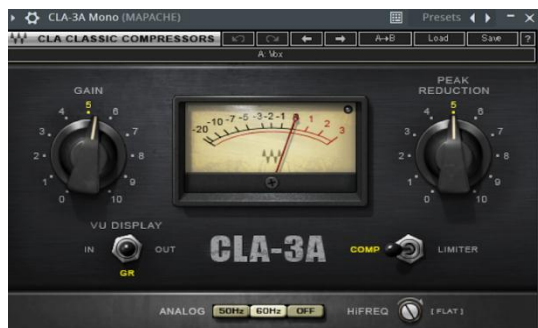 CLA-3A Mono (MAPACHE) Presets
CLA CLASSIC COMPRESSORS A→B Load Save ?
A: Vox
GAIN
0 1 2 3 4 5 6 7 8 9 10
-20 -10 -7 -5 -3 -2 -1 0 1 2 3
PEAK
REDUCTION
0 1 2 3 4 5 6 7 8 9 10
VU DISPLAY
IN OUT
GR
CLA-3A
COMP LIMITER
ANALOG 50Hz 60Hz OFF HiFREQ [ FLAT ]